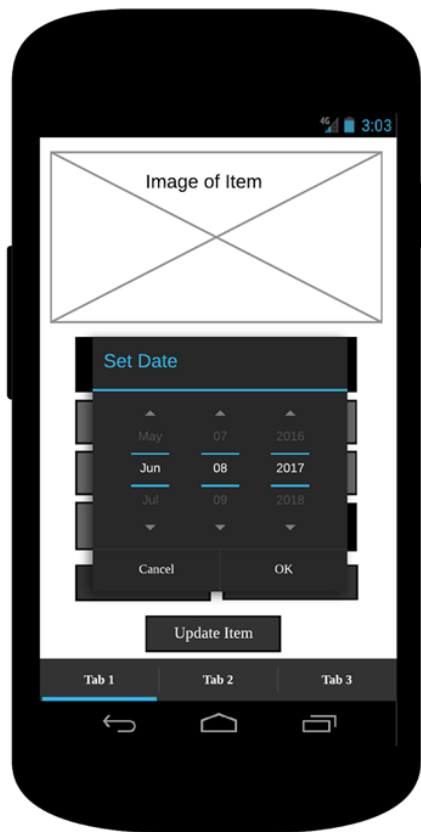 4G 3:03
Image of Item
Set Date
May 07 2016
Jun 08 2017
Jul 09 2018
Cancel OK
Update Item
Tab 1 Tab 2 Tab 3